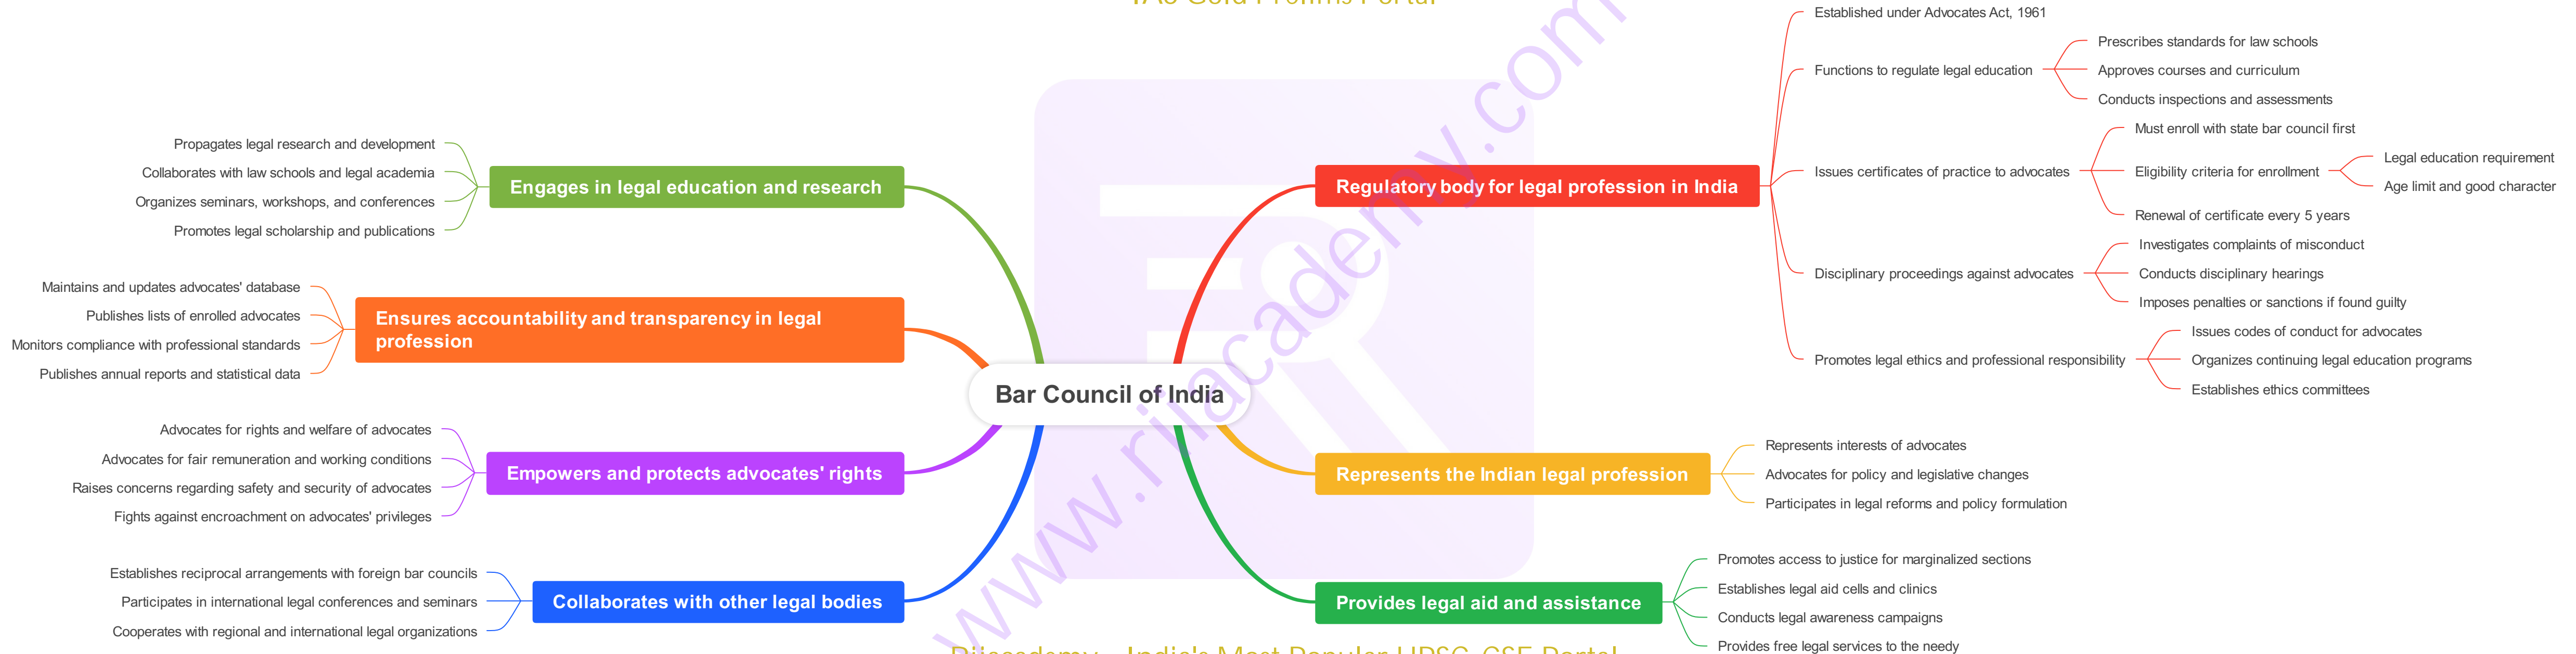 IAS Gold Prelims Portal
Bar Council of India
Regulatory body for legal profession in India
Established under Advocates Act, 1961
Functions to regulate legal education
Prescribes standards for law schools
Approves courses and curriculum
Conducts inspections and assessments
Issues certificates of practice to advocates
Must enroll with state bar council first
Eligibility criteria for enrollment
Legal education requirement
Age limit and good character
Renewal of certificate every 5 years
Disciplinary proceedings against advocates
Investigates complaints of misconduct
Conducts disciplinary hearings
Imposes penalties or sanctions if found guilty
Promotes legal ethics and professional responsibility
Issues codes of conduct for advocates
Organizes continuing legal education programs
Establishes ethics committees
Represents the Indian legal profession
Represents interests of advocates
Advocates for policy and legislative changes
Participates in legal reforms and policy formulation
Provides legal aid and assistance
Promotes access to justice for marginalized sections
Establishes legal aid cells and clinics
Conducts legal awareness campaigns
Provides free legal services to the needy
Engages in legal education and research
Propagates legal research and development
Collaborates with law schools and legal academia
Organizes seminars, workshops, and conferences
Promotes legal scholarship and publications
Ensures accountability and transparency in legal
profession
Maintains and updates advocates' database
Publishes lists of enrolled advocates
Monitors compliance with professional standards
Publishes annual reports and statistical data
Empowers and protects advocates' rights
Advocates for rights and welfare of advocates
Advocates for fair remuneration and working conditions
Raises concerns regarding safety and security of advocates
Fights against encroachment on advocates' privileges
Collaborates with other legal bodies
Establishes reciprocal arrangements with foreign bar councils
Participates in international legal conferences and seminars
Cooperates with regional and international legal organizations
www.riiacademy.com
India's Most Popular UPSC CSE Portal